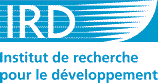 IRD
Institut de recherche
pour le développement